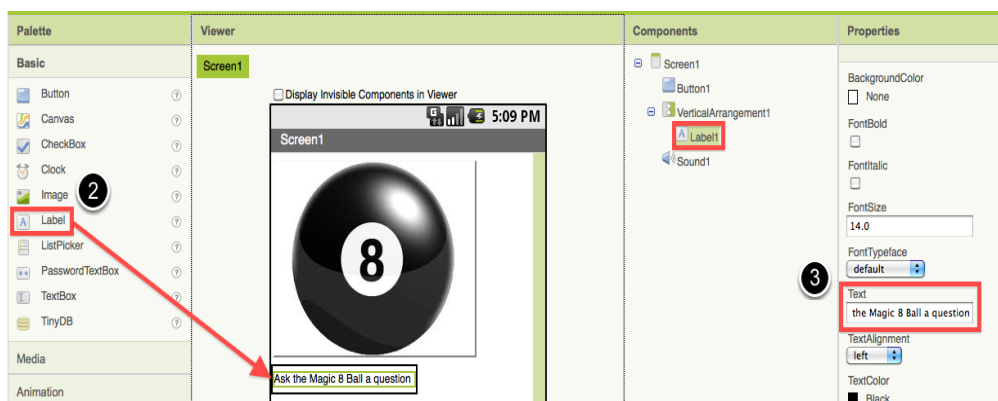 Palette
Basic
Button
Canvas
CheckBox
Clock
Image
2
Label
ListPicker
PasswordTextBox
TextBox
TinyDB
Media
Animation
Viewer
Screen1
Display Invisible Components in Viewer
5:09 PM
Screen1
8
Ask the Magic 8 Ball a question
Components
Screen1
Button1
VerticalArrangement1
A Label1
Sound1
Properties
BackgroundColor
None
FontBold
FontItalic
FontSize
14.0
FontTypeface
default
3
Text
the Magic 8 Ball a question
TextAlignment
left
TextColor
Black